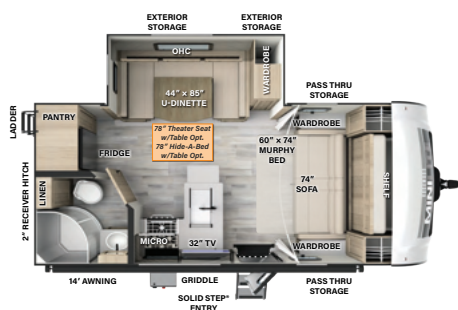 EXTERIOR
STORAGE
EXTERIOR
STORAGE
OHC
WARDROBE
44" x 85"
U-DINETTE
PASS THRU
STORAGE
LADDER
PANTRY
WARDROBE
78" Theater Seat
w/Table Opt.
78" Hide-A-Bed
w/Table Opt.
60" x 74"
MURPHY
BED
FRIDGE
2" RECEIVER HITCH
LINEN
74"
SOFA
SHELF
MINI
MICRO
32" TV
WARDROBE
14' AWNING
GRIDDLE
SOLID STEP®
ENTRY
PASS THRU
STORAGE